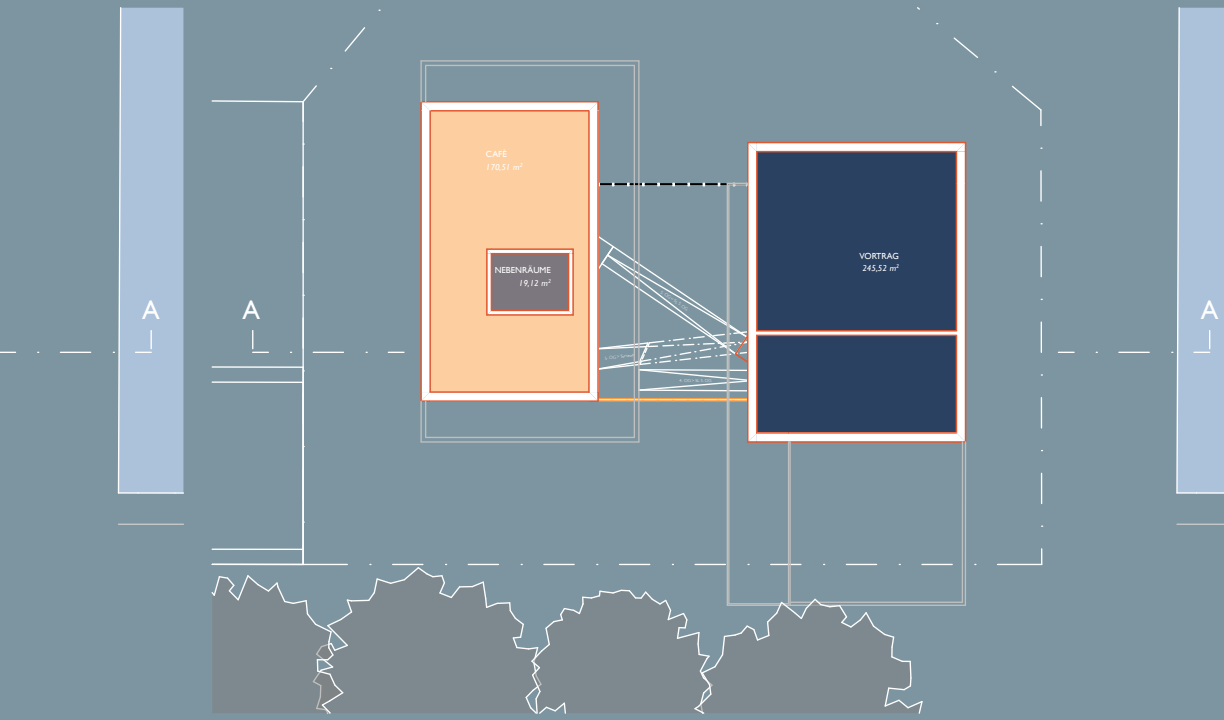 CAFE
170,51 m²
VORTRAG
245,52 m²
NEBENRÄUME
19,12 m²
A
A
A